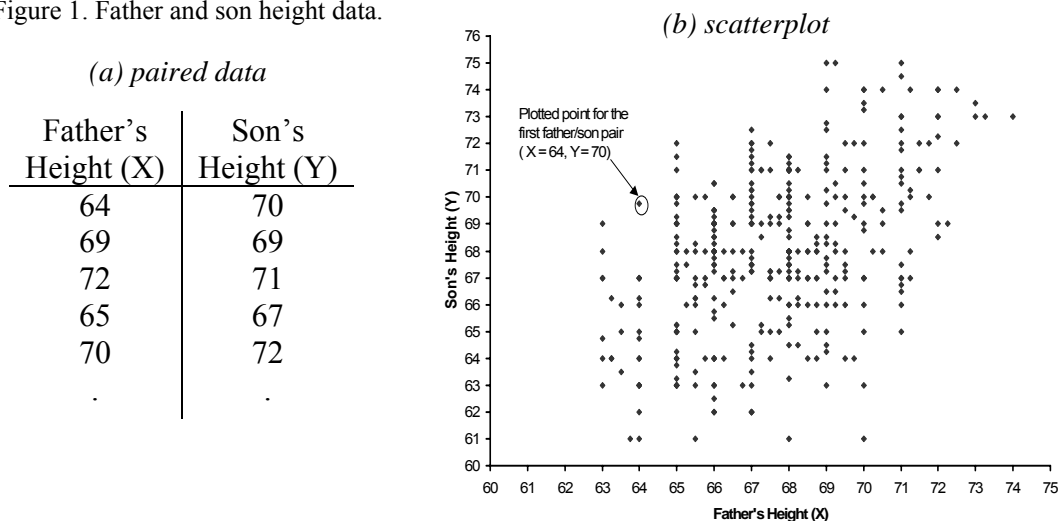 Figure 1. Father and son height data.
(a) paired data
Father's Son's
Height (X) Height (Y)
64 70
69 69
72 71
65 67
70 72
. .
(b) scatterplot
76
75
74
73
72
71
70
69
68
67
66
65
64
63
62
61
60
Son's Height (Y)
Plotted point for the
first father/son pair
( X = 64, Y = 70)
60 61 62 63 64 65 66 67 68 69 70 71 72 73 74 75
Father's Height (X)